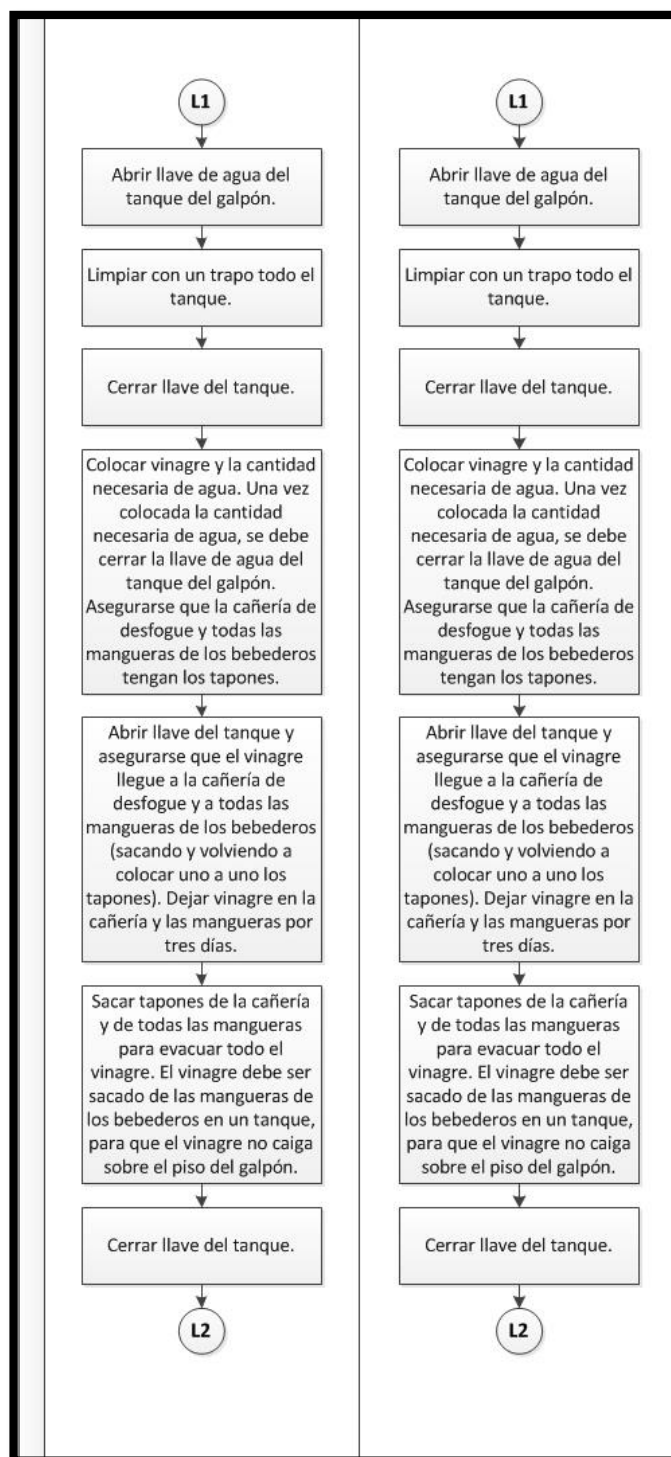 L1
Abrir llave de agua del
tanque del galpón.
Limpiar con un trapo todo el
tanque.
Cerrar llave del tanque.
Colocar vinagre y la cantidad
necesaria de agua. Una vez
colocada la cantidad
necesaria de agua, se debe
cerrar la llave de agua del
tanque del galpón.
Asegurarse que la cañería de
desfogue y todas las
mangueras de los bebederos
tengan los tapones.
Abrir llave del tanque y
asegurarse que el vinagre
llegue a la cañería de
desfogue y a todas las
mangueras de los bebederos
(sacando y volviendo a
colocar uno a uno los
tapones). Dejar vinagre en la
cañería y las mangueras por
tres días.
Sacar tapones de la cañería
y de todas las mangueras
para evacuar todo el
vinagre. El vinagre debe ser
sacado de las mangueras de
los bebederos en un tanque,
para que el vinagre no caiga
sobre el piso del galpón.
Cerrar llave del tanque.
L2
L1
Abrir llave de agua del
tanque del galpón.
Limpiar con un trapo todo el
tanque.
Cerrar llave del tanque.
Colocar vinagre y la cantidad
necesaria de agua. Una vez
colocada la cantidad
necesaria de agua, se debe
cerrar la llave de agua del
tanque del galpón.
Asegurarse que la cañería de
desfogue y todas las
mangueras de los bebederos
tengan los tapones.
Abrir llave del tanque y
asegurarse que el vinagre
llegue a la cañería de
desfogue y a todas las
mangueras de los bebederos
(sacando y volviendo a
colocar uno a uno los
tapones). Dejar vinagre en la
cañería y las mangueras por
tres días.
Sacar tapones de la cañería
y de todas las mangueras
para evacuar todo el
vinagre. El vinagre debe ser
sacado de las mangueras de
los bebederos en un tanque,
para que el vinagre no caiga
sobre el piso del galpón.
Cerrar llave del tanque.
L2